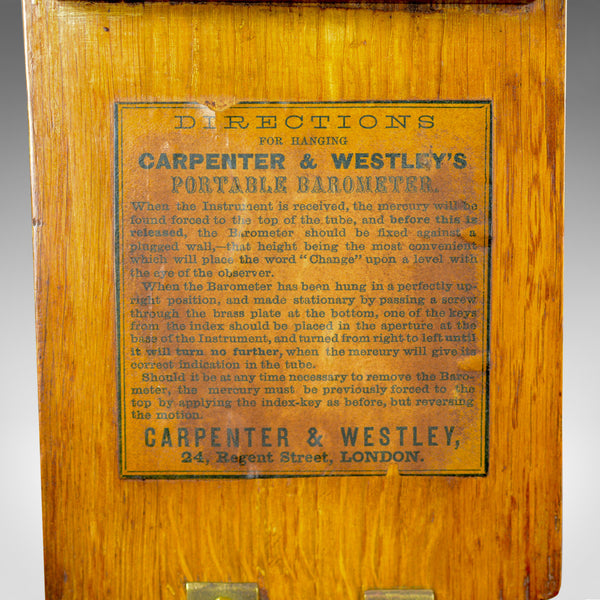 DIRECTIONS
FOR HANGING
CARPENTER & WESTLEY'S
PORTABLE BAROMETER.
When the Instrument is received, the mercury will be
found forced to the top of the tube, and before this is
released, the Barometer should be fixed against a
plugged wall,—that height being the most convenient
which will place the word "Change" upon a level with
the eye of the observer.
When the Barometer has been hung in a perfectly up-
right position, and made stationary by passing a screw
through the brass plate at the bottom, one of the keys
from the index should be placed in the aperture at the
base of the Instrument, and turned from right to left until
it will turn no further, when the mercury will give its
correct indication in the tube.
Should it be at any time necessary to remove the Baro-
meter, the mercury must be previously forced to the
top by applying the index-key as before, but reversing
the motion.
CARPENTER & WESTLEY,
24, Regent Street, LONDON.